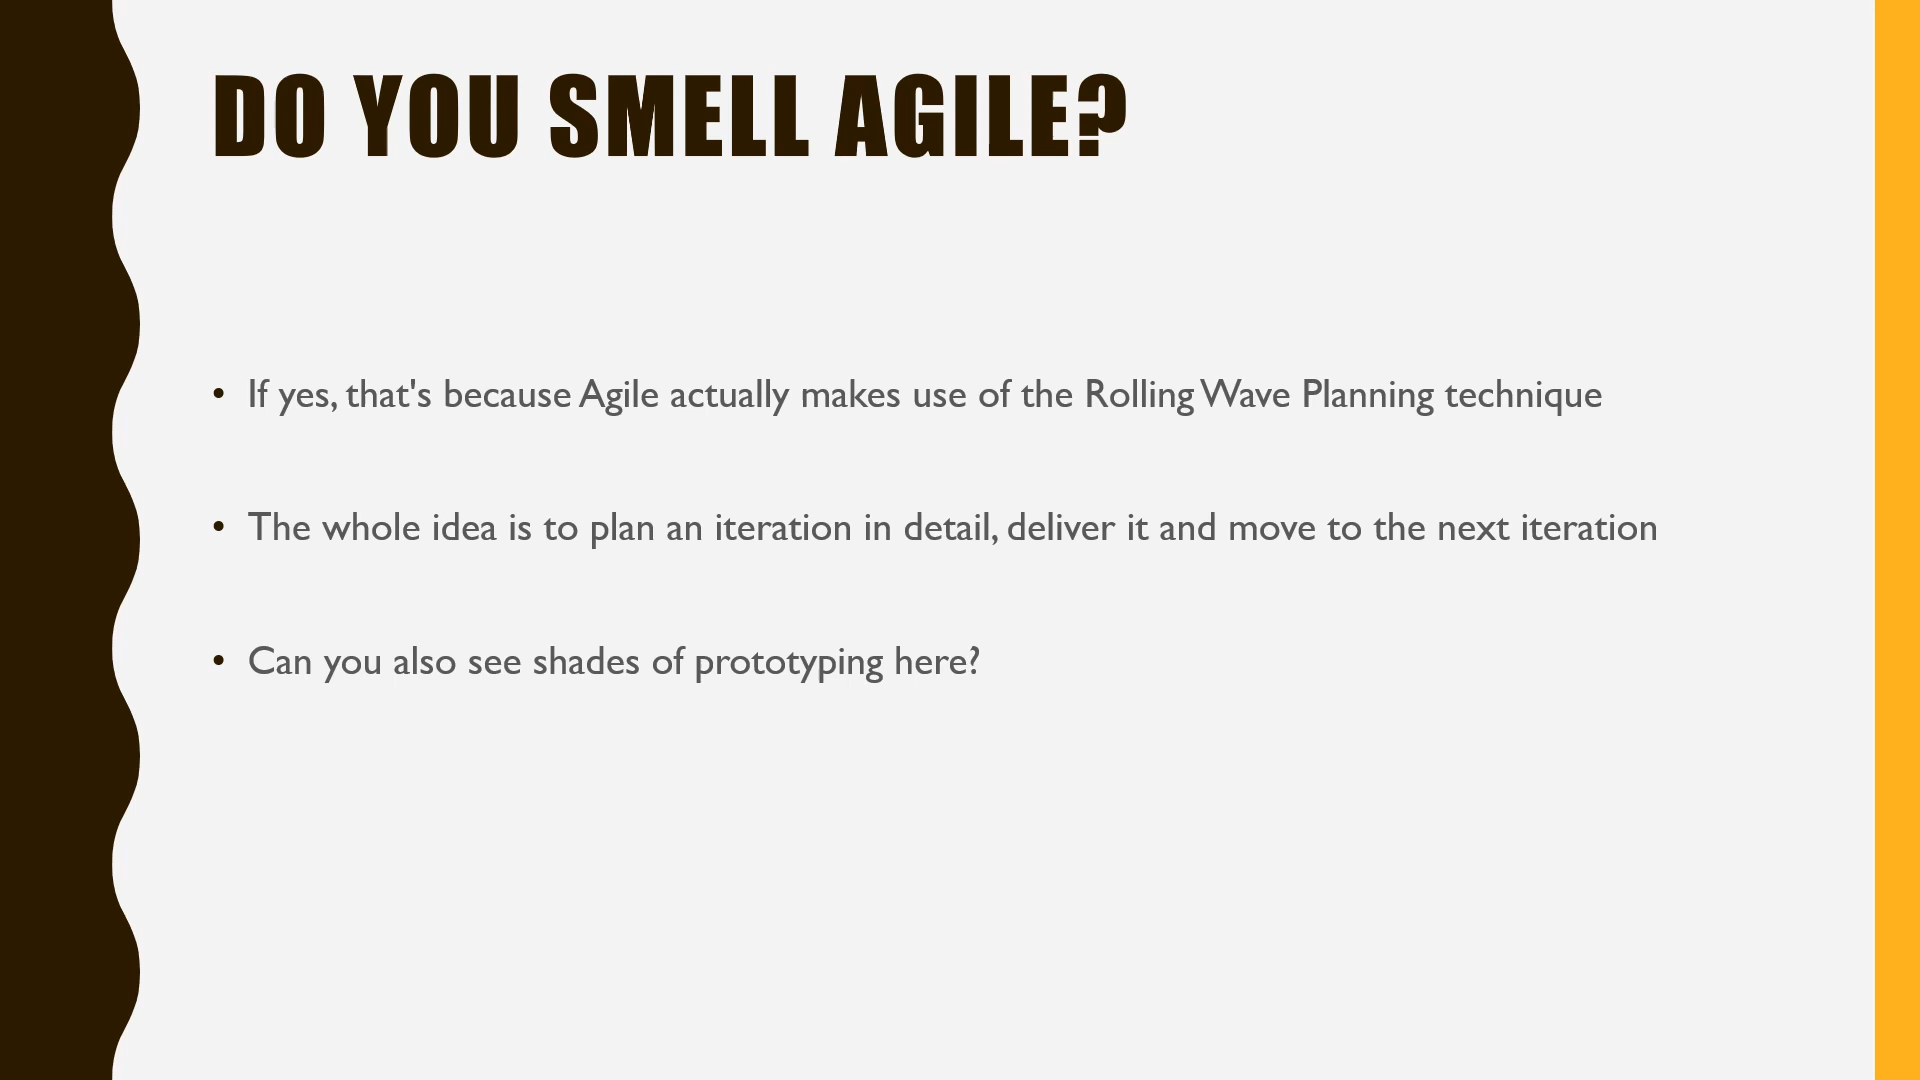 DO YOU SMELL AGILE?
• If yes, that's because Agile actually makes use of the Rolling Wave Planning technique
• The whole idea is to plan an iteration in detail, deliver it and move to the next iteration
• Can you also see shades of prototyping here?